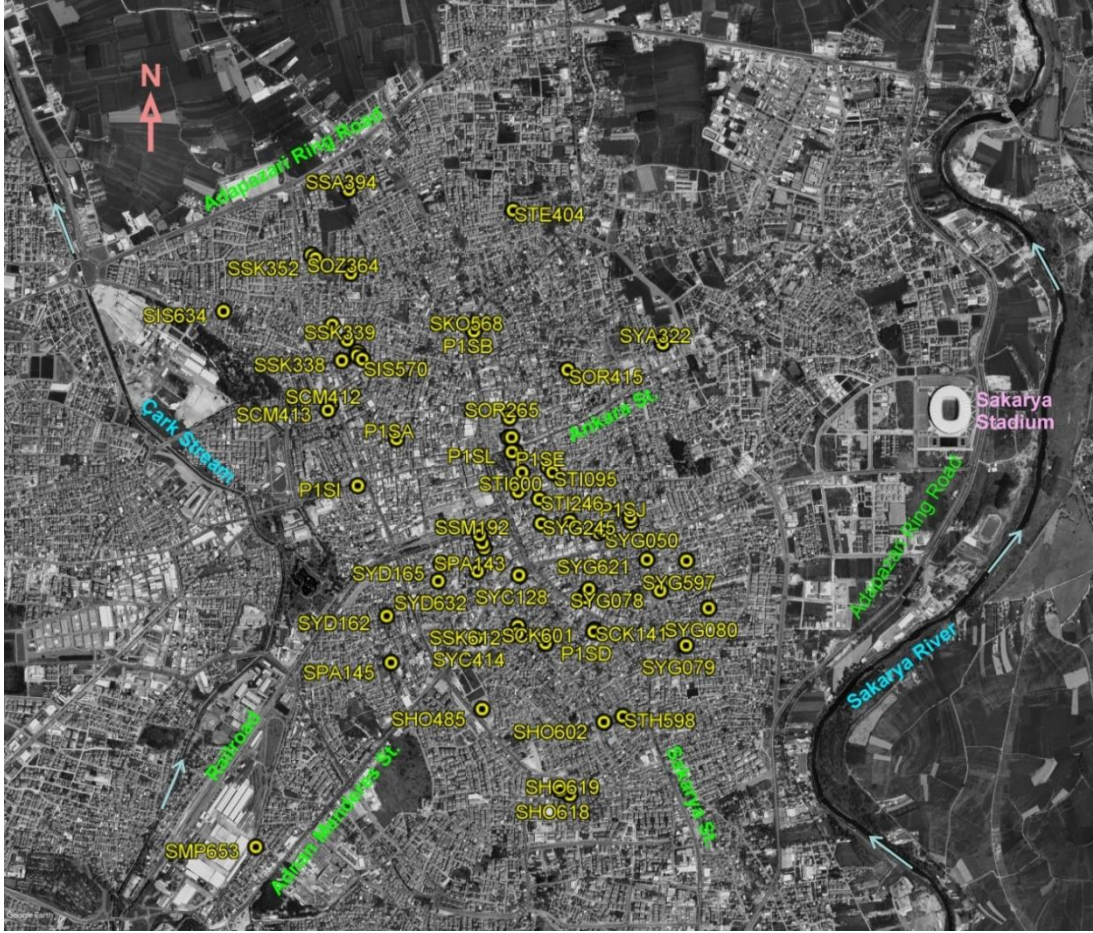 N
Adapazarı Ring Road
SSA394
STE404
SSK352
SOZ364
SIS634
SKO568
SSK339
SYA322
P1SB
SSK338
SIS570
SOR415
SCM412
Sakarya
Stadium
SCM413
SOR265
Ankara St.
Çark Stream
P1SA
P1SL
P1SE
STI095
P1SI
STI600
STI246
P1SJ
SSM192
SYG245
SYG050
SPA143
SYG621
SYD165
SYG597
SYC128
SYD632
SYG078
Adapazarı Ring Road
SYD162
SSK612
SCK601
SCK141
SYG080
SYC414
P1SD
SYG079
SPA145
Sakarya River
SHO485
SHO602
STH598
Railroad
Adnan Menderes St.
Sakarya St.
SHO619
SHO618
SMP653
Google Earth